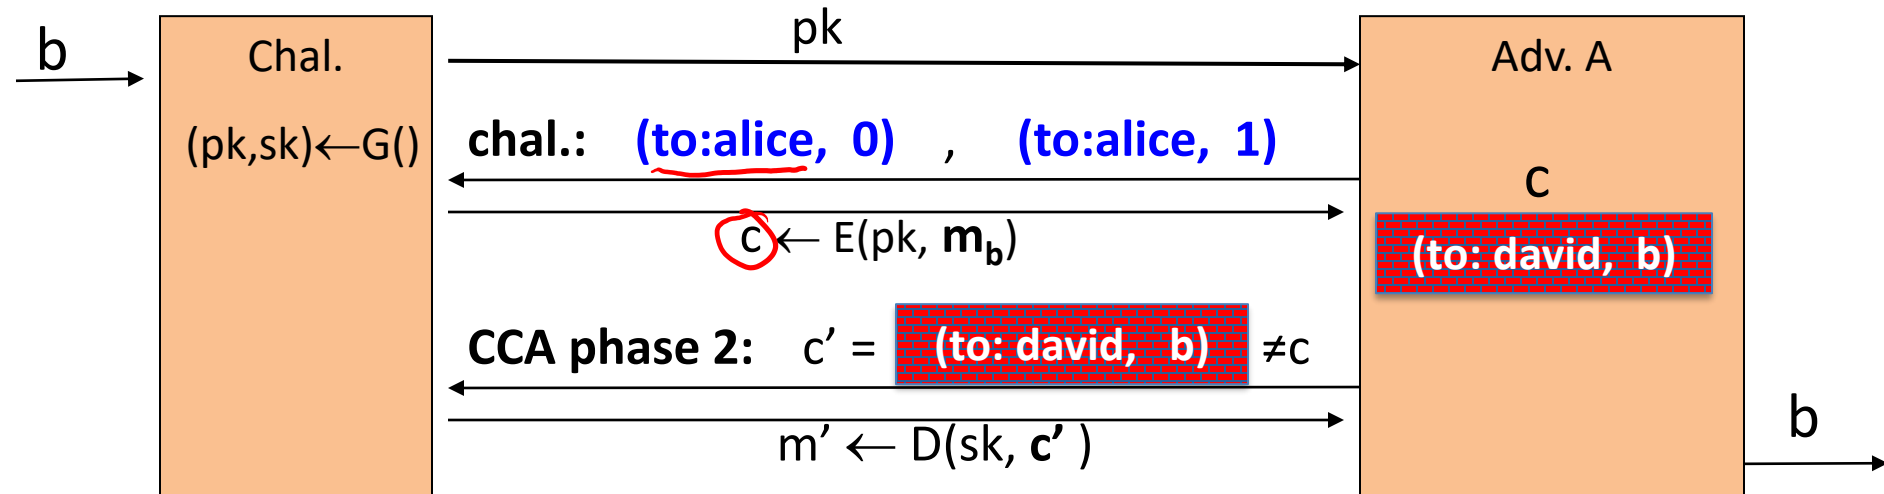 b
Chal.
pk
Adv. A
(pk,sk)←G()
chal.: (to:alice, 0) , (to:alice, 1)
c
c ← E(pk, m_b)
(to: david, b)
CCA phase 2: c’ = (to: david, b) ≠c
m’ ← D(sk, c’ )
b